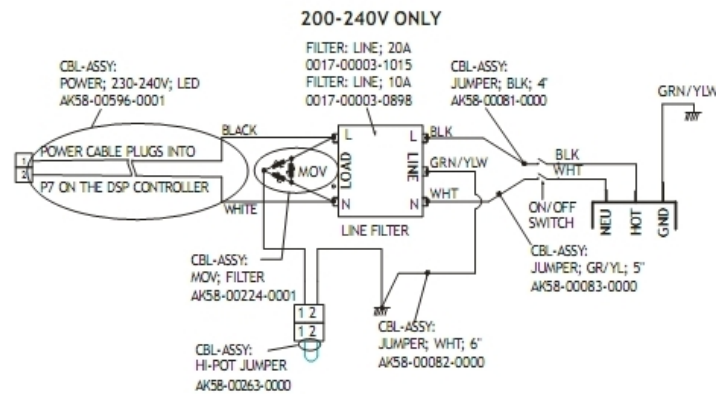 200-240V ONLY
FILTER: LINE; 20A
0017-00003-1015
FILTER: LINE; 10A
0017-00003-0898
CBL-ASSY:
POWER; 230-240V; LED
AK58-00596-0001
CBL-ASSY:
JUMPER; BLK; 4"
AK58-00081-0000
GRN/YLW
BLACK
L
L
BLK
1
POWER CABLE PLUGS INTO
2
P7 ON THE DSP CONTROLLER
MOV
LOAD
LINE
GRN/YLW
BLK
WHT
WHITE
N
N
WHT
LINE FILTER
ON/OFF
SWITCH
NEU
HOT
GND
CBL-ASSY:
MOV; FILTER
AK58-00224-0001
CBL-ASSY:
JUMPER; GR/YL; 5"
AK58-00083-0000
1 2
1 2
CBL-ASSY:
JUMPER; WHT; 6"
AK58-00082-0000
CBL-ASSY:
HI-POT JUMPER
AK58-00263-0000